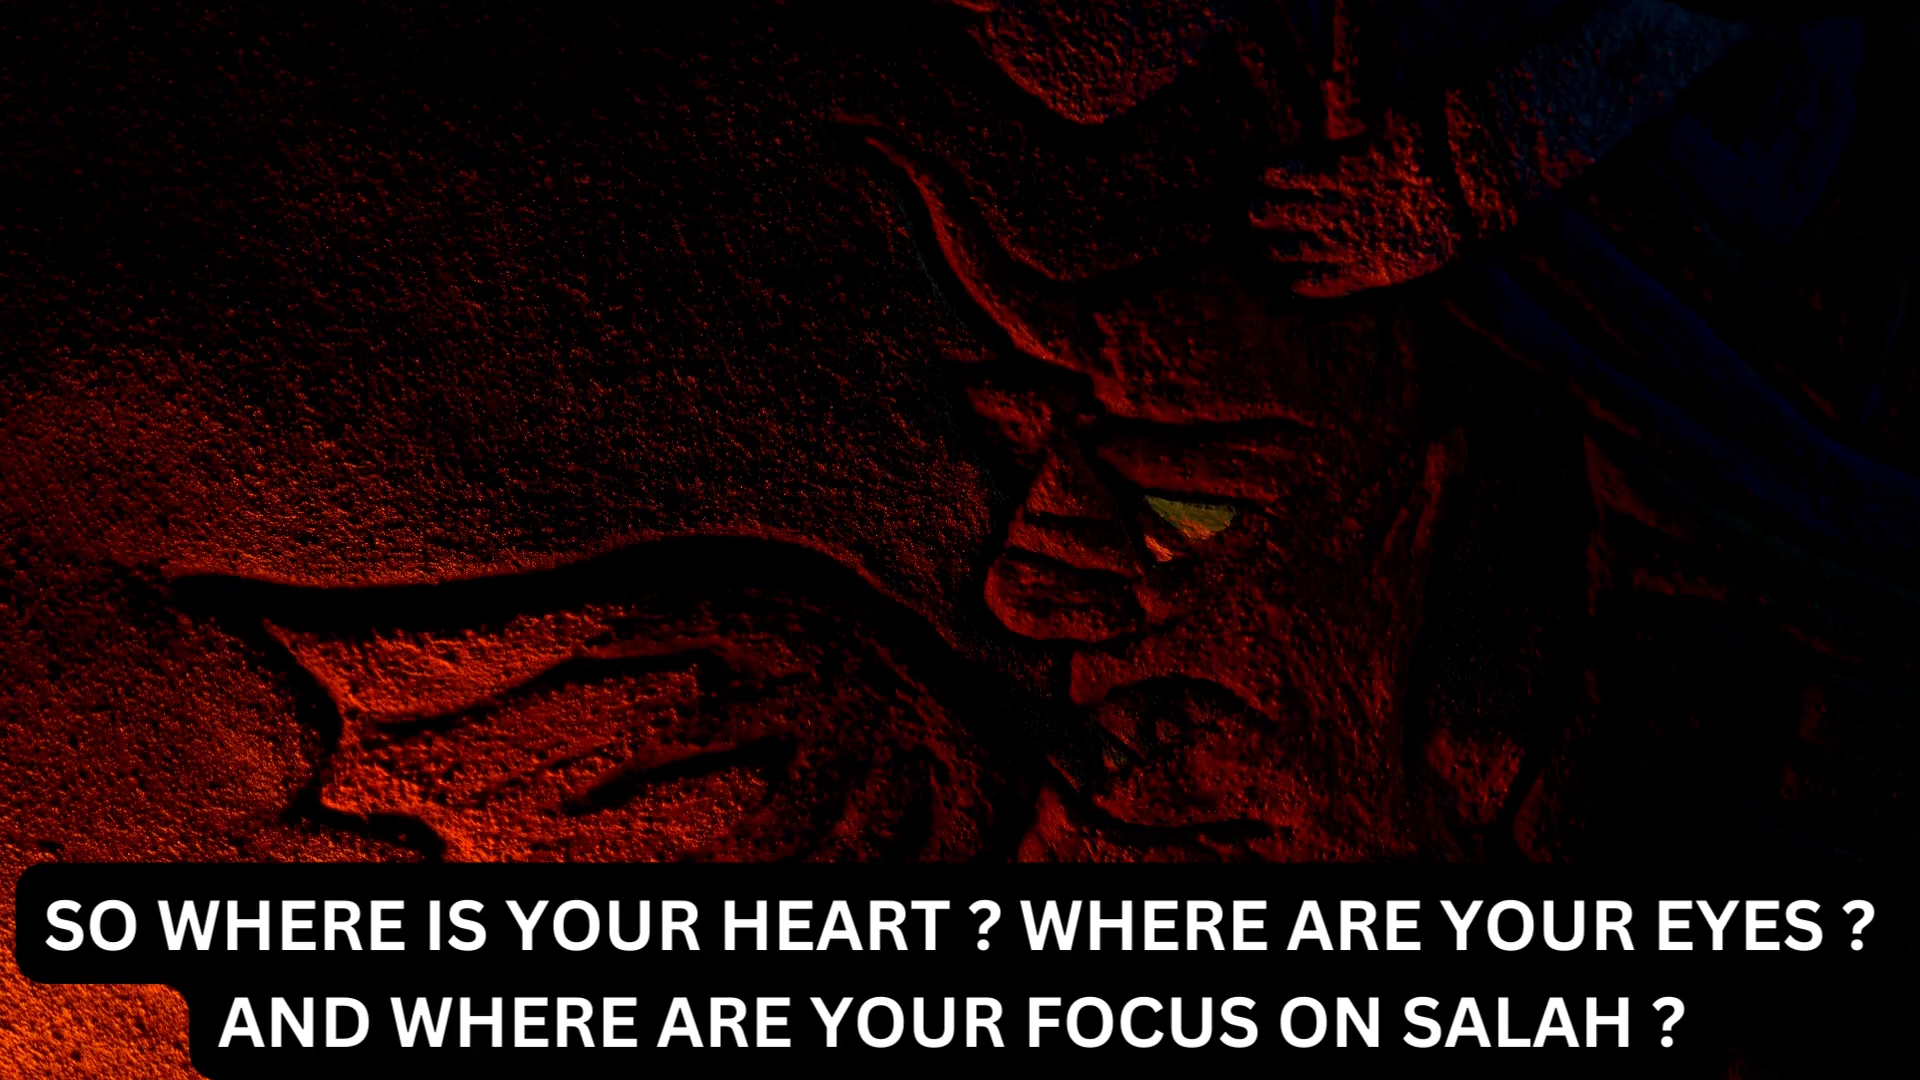 SO WHERE IS YOUR HEART ? WHERE ARE YOUR EYES ?
AND WHERE ARE YOUR FOCUS ON SALAH ?